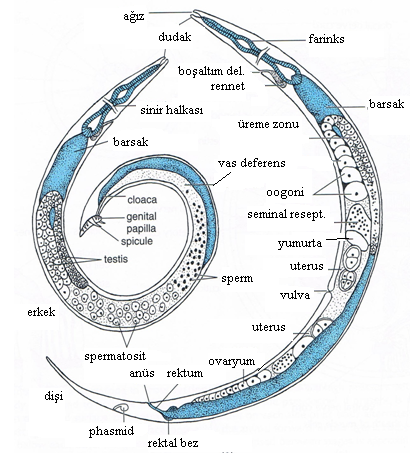 ağız
dudak
farinks
boşaltım del.
rennet
sinir halkası
barsak
üreme zonu
barsak
vas deferens
cloaca
oogoni
genital
papilla
spicule
seminal resept.
yumurta
testis
uterus
sperm
vulva
erkek
uterus
spermatosit
ovaryum
anüs
rektum
dişi
phasmid
rektal bez